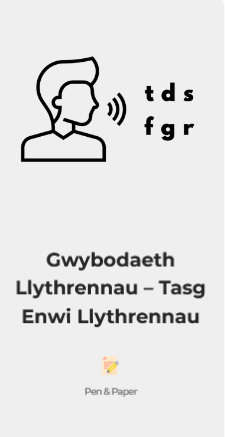 t d s
f g r
Gwybodaeth
Llythrennau – Tasg
Enwi Llythrennau
Pen & Paper